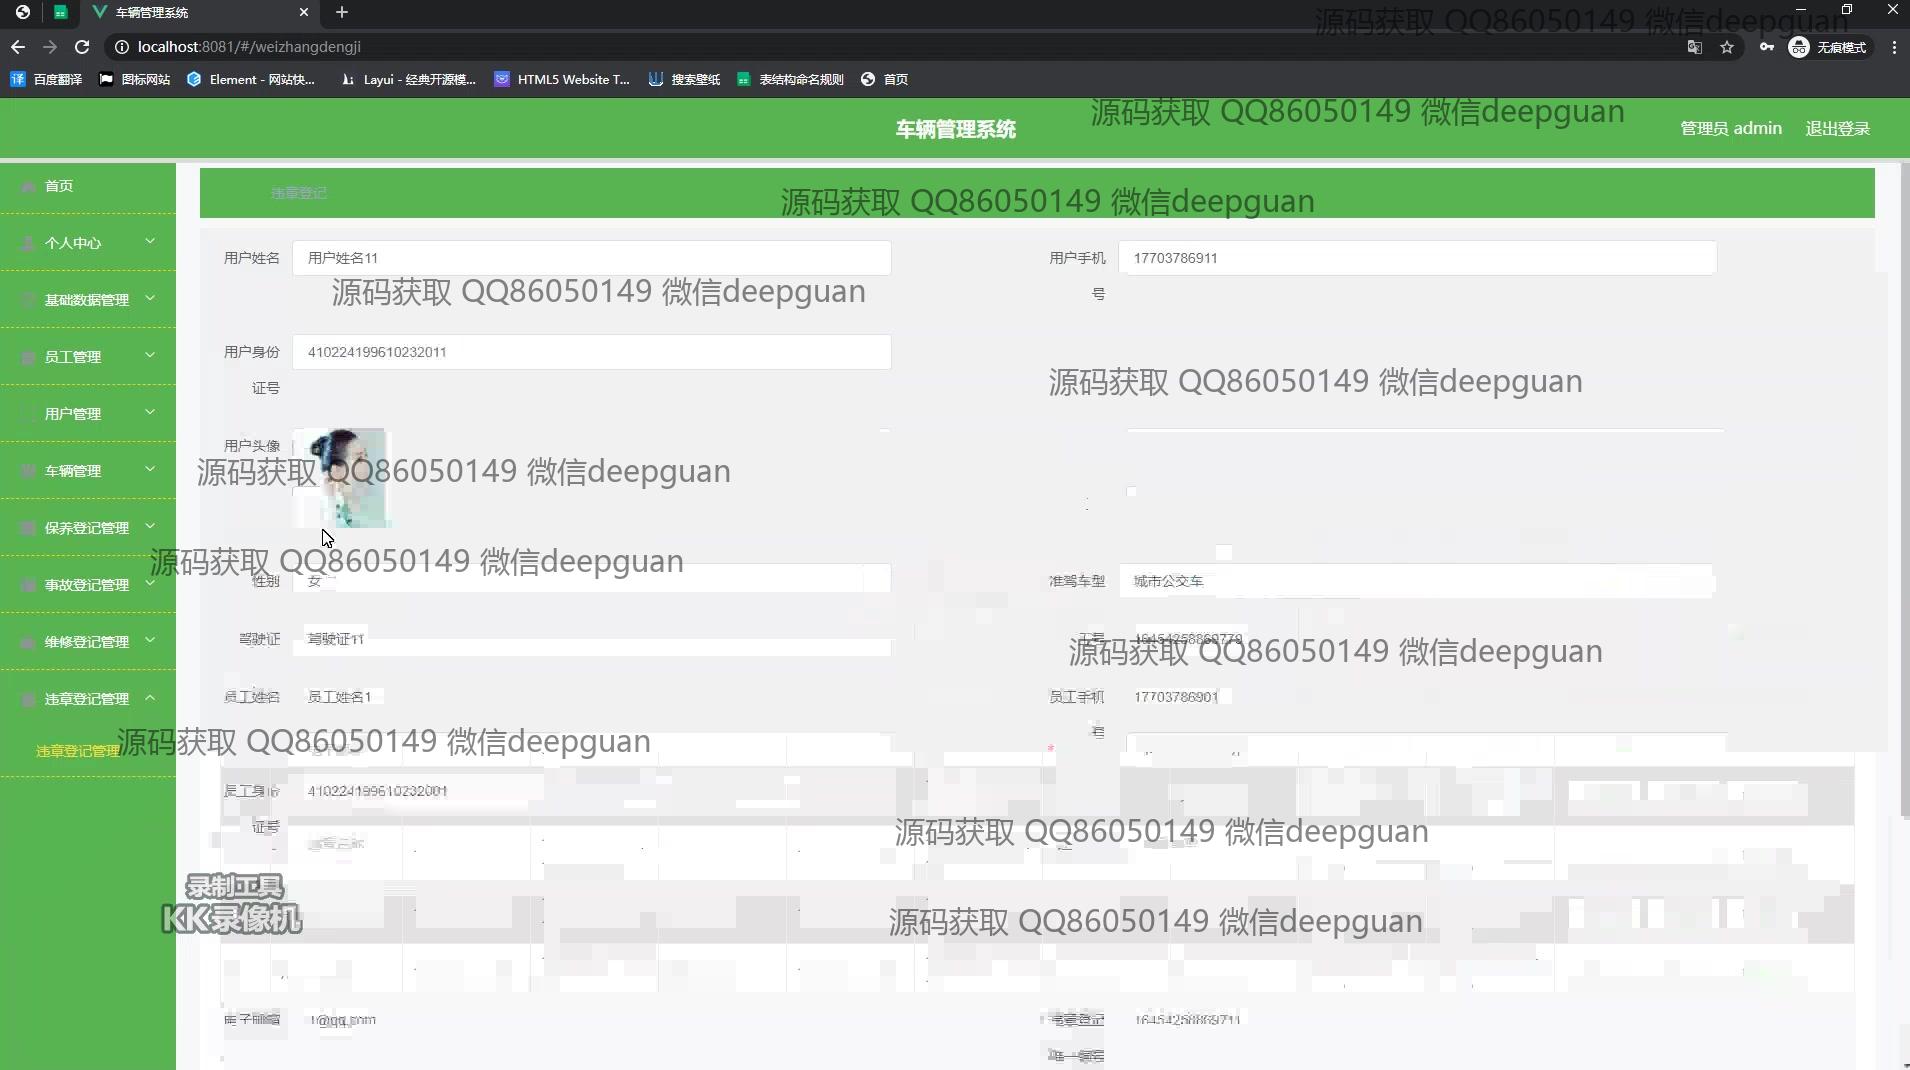 车辆管理系统
源码获取 QQ86050149 微信deepguan
localhost:8081/#/weizhangdengji
无痕模式
百度翻译
图标网站
Element - 网站快...
Layui - 经典开源模...
HTML5 Website T...
搜索壁纸
表结构命名规则
首页
源码获取 QQ86050149 微信deepguan
车辆管理系统
管理员 admin
退出登录
首页
违章登记
源码获取 QQ86050149 微信deepguan
个人中心
用户姓名
用户姓名11
用户手机号
17703786911
基础数据管理
源码获取 QQ86050149 微信deepguan
员工管理
用户身份证号
410224199610232011
源码获取 QQ86050149 微信deepguan
用户管理
用户头像
车辆管理
源码获取 QQ86050149 微信deepguan
保养登记管理
源码获取 QQ86050149 微信deepguan
事故登记管理
性别
女
准驾车型
城市公交车
维修登记管理
驾驶证
驾驶证11
源码获取 QQ86050149 微信deepguan
违章登记管理
员工姓名
员工姓名1
员工手机号
17703786901
违章登记管理
源码获取 QQ86050149 微信deepguan
员工身份证号
410224199610232001
源码获取 QQ86050149 微信deepguan
录制工具
KK录像机
源码获取 QQ86050149 微信deepguan
电子邮箱
1@qq.com